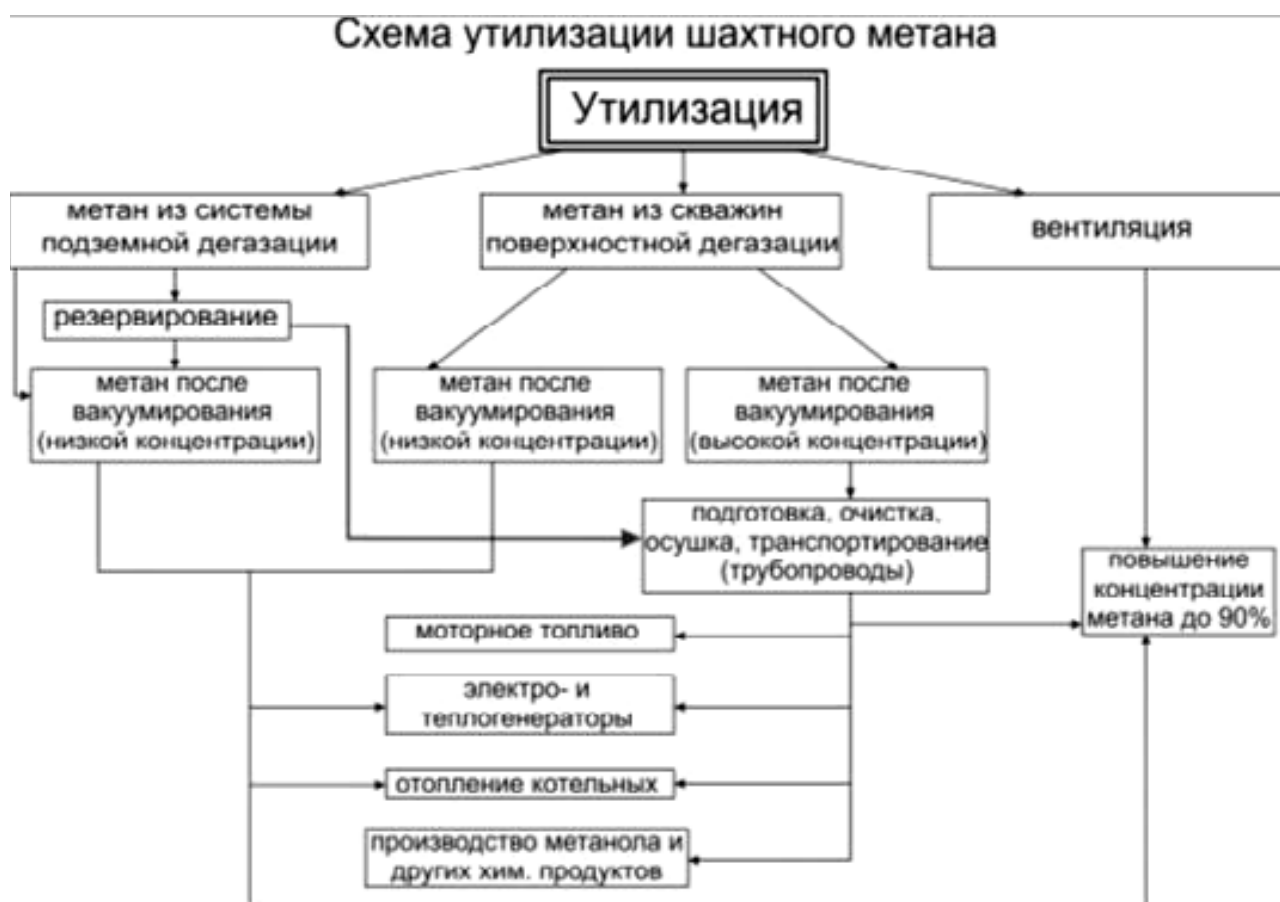 Схема утилизации шахтного метана
Утилизация
метан из системы
подземной дегазации
метан из скважин
поверхностной дегазации
вентиляция
резервирование
метан после
вакуумирования
(низкой концентрации)
метан после
вакуумирования
(низкой концентрации)
метан после
вакуумирования
(высокой концентрации)
подготовка, очистка,
осушка, транспортирование
(трубопроводы)
повышение
концентрации
метана до 90%
моторное топливо
электро- и
теплогенераторы
отопление котельных
производство метанола и
других хим. продуктов